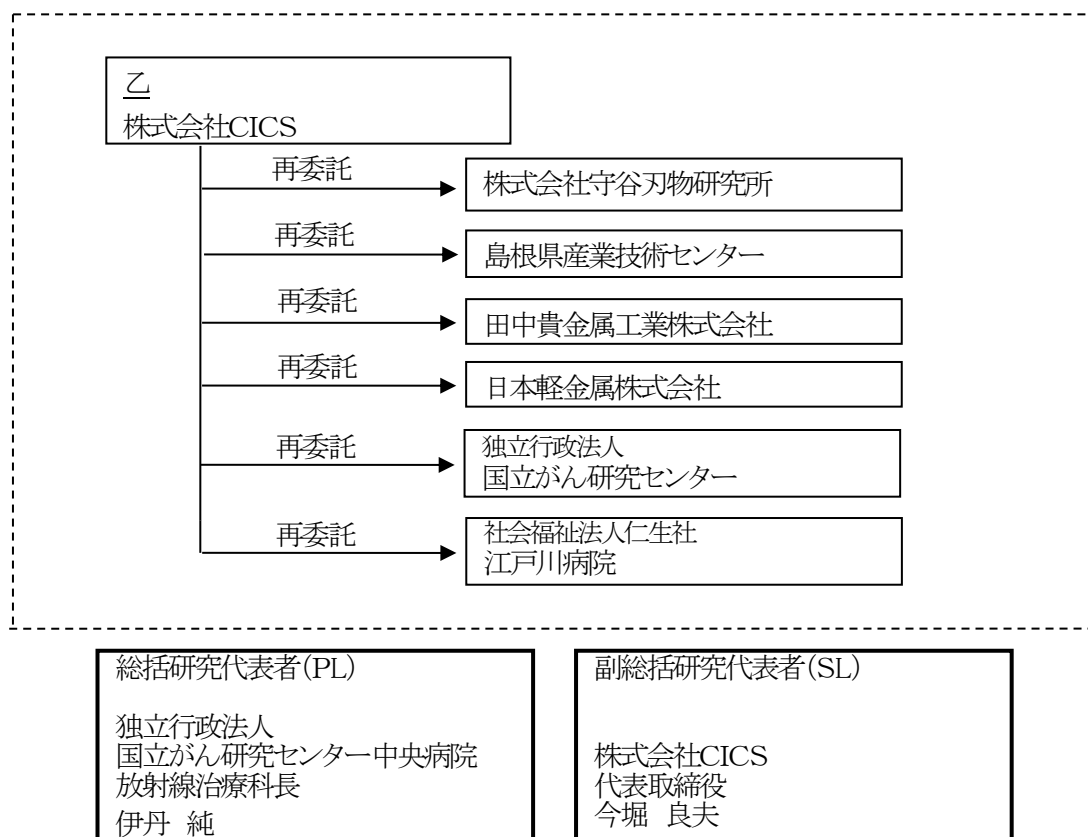 乙
株式会社CICS
再委託
株式会社守谷刃物研究所
再委託
島根県産業技術センター
再委託
田中貴金属工業株式会社
再委託
日本軽金属株式会社
再委託
独立行政法人
国立がん研究センター
再委託
社会福祉法人仁生社
江戸川病院
総括研究代表者(PL)
独立行政法人
国立がん研究センター中央病院
放射線治療科長
伊丹 純
副総括研究代表者(SL)
株式会社CICS
代表取締役
今堀 良夫